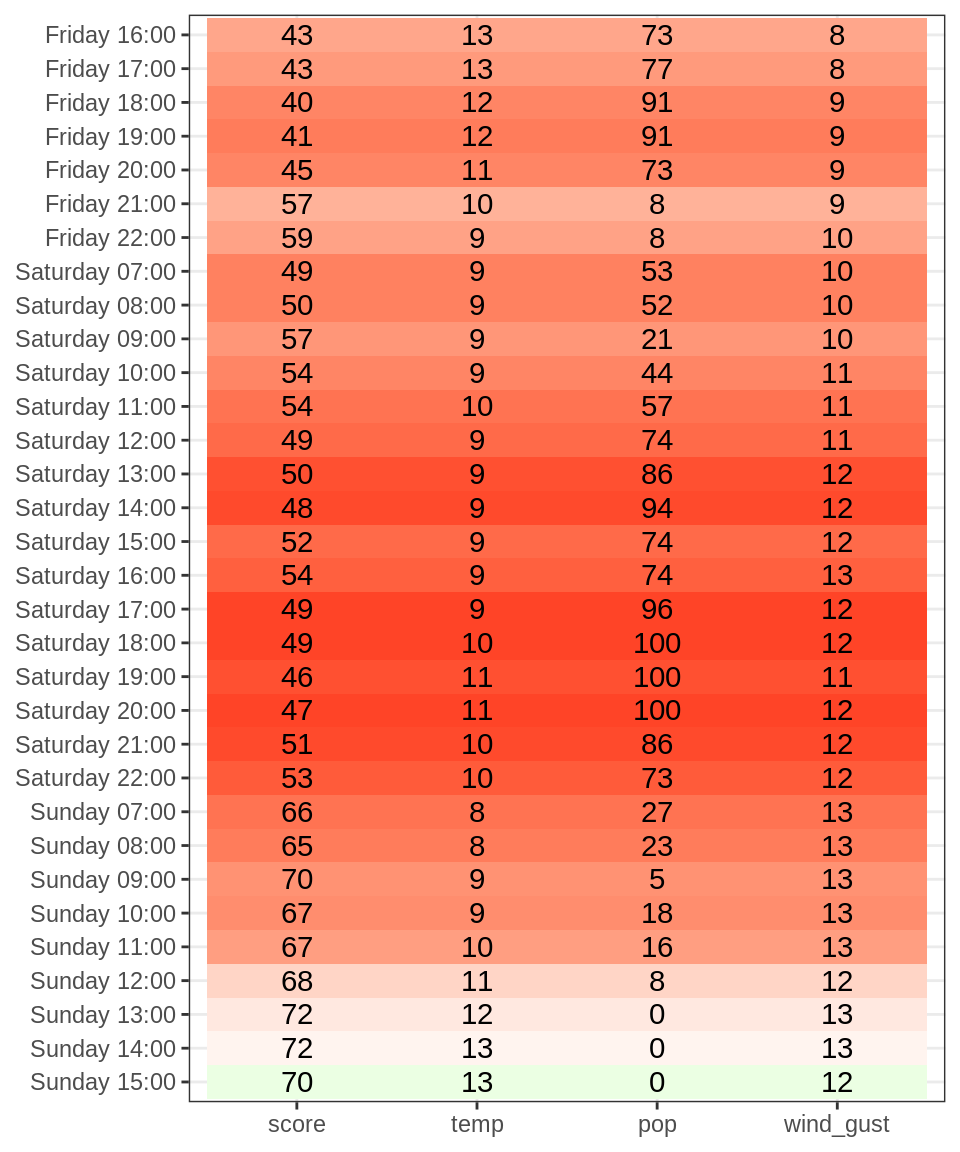 Friday 16:00 43 13 73 8
Friday 17:00 43 13 77 8
Friday 18:00 40 12 91 9
Friday 19:00 41 12 91 9
Friday 20:00 45 11 73 9
Friday 21:00 57 10 8 9
Friday 22:00 59 9 8 10
Saturday 07:00 49 9 53 10
Saturday 08:00 50 9 52 10
Saturday 09:00 57 9 21 10
Saturday 10:00 54 9 44 11
Saturday 11:00 54 10 57 11
Saturday 12:00 49 9 74 11
Saturday 13:00 50 9 86 12
Saturday 14:00 48 9 94 12
Saturday 15:00 52 9 74 12
Saturday 16:00 54 9 74 13
Saturday 17:00 49 9 96 12
Saturday 18:00 49 10 100 12
Saturday 19:00 46 11 100 11
Saturday 20:00 47 11 100 12
Saturday 21:00 51 10 86 12
Saturday 22:00 53 10 73 12
Sunday 07:00 66 8 27 13
Sunday 08:00 65 8 23 13
Sunday 09:00 70 9 5 13
Sunday 10:00 67 9 18 13
Sunday 11:00 67 10 16 13
Sunday 12:00 68 11 8 12
Sunday 13:00 72 12 0 13
Sunday 14:00 72 13 0 13
Sunday 15:00 70 13 0 12
score temp pop wind_gust